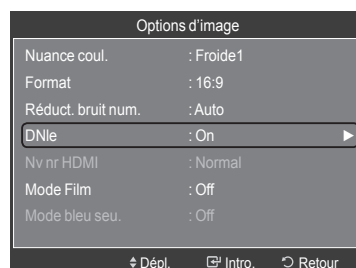 Options d'image
Nuance coul. : Froide1
Format : 16:9
Réduct. bruit num. : Auto
DNIe : On
Nv nr HDMI : Normal
Mode Film : Off
Mode bleu seu. : Off
Dépl. Intro. Retour